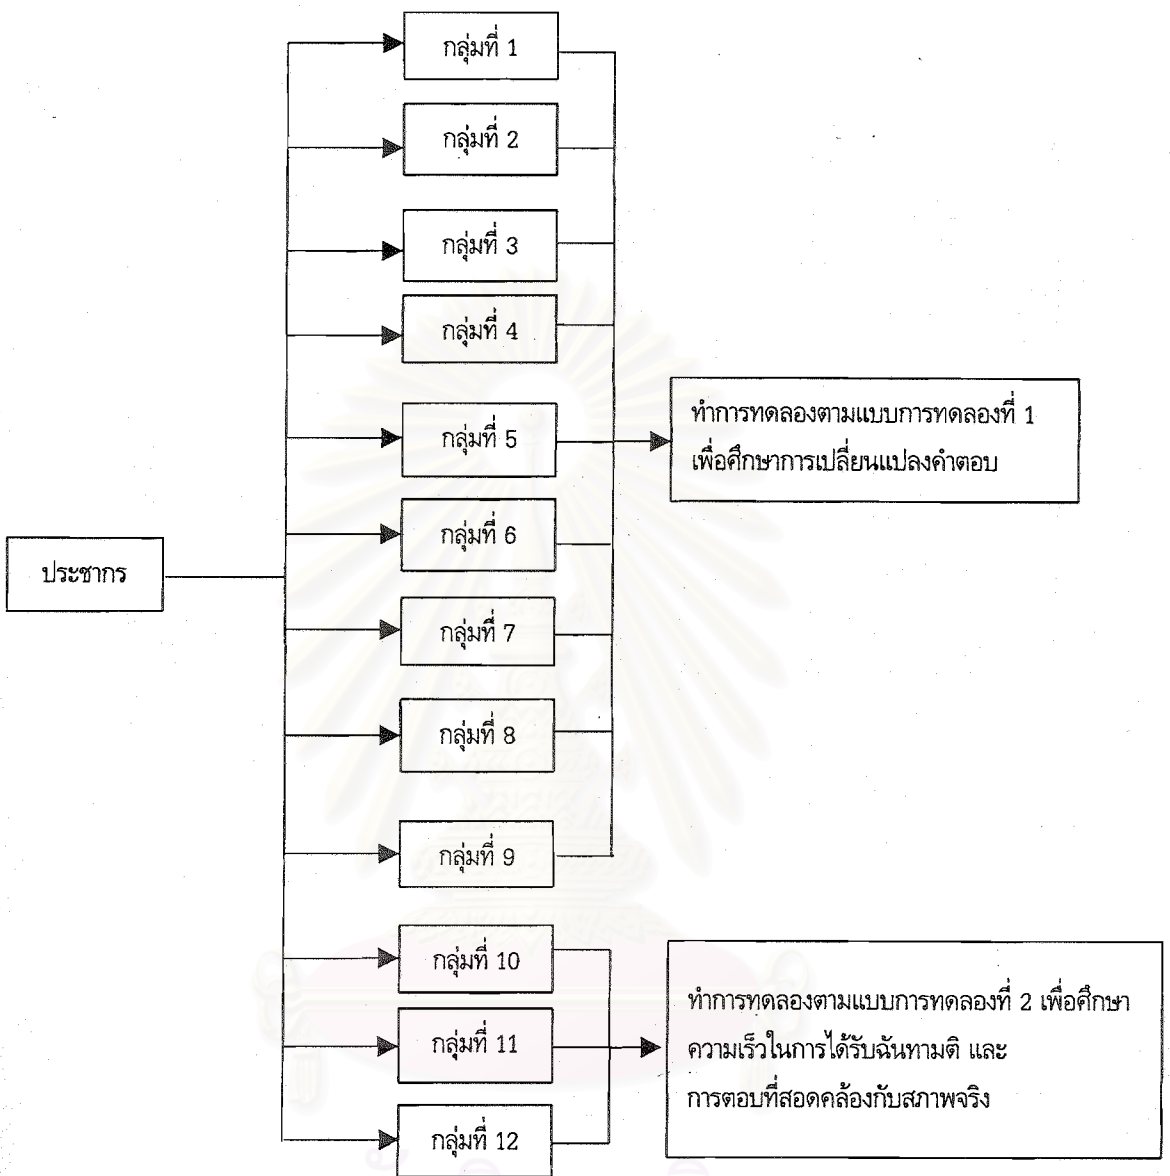 กลุ่มที่ 1
กลุ่มที่ 2
กลุ่มที่ 3
กลุ่มที่ 4
กลุ่มที่ 5
ทำการทดลองตามแบบการทดลองที่ 1
เพื่อศึกษาการเปลี่ยนแปลงคำตอบ
กลุ่มที่ 6
ประชากร
กลุ่มที่ 7
กลุ่มที่ 8
กลุ่มที่ 9
กลุ่มที่ 10
กลุ่มที่ 11
กลุ่มที่ 12
ทำการทดลองตามแบบการทดลองที่ 2 เพื่อศึกษา
ความเร็วในการได้รับฉันทามติ และ
การตอบที่สอดคล้องกับสภาพจริง